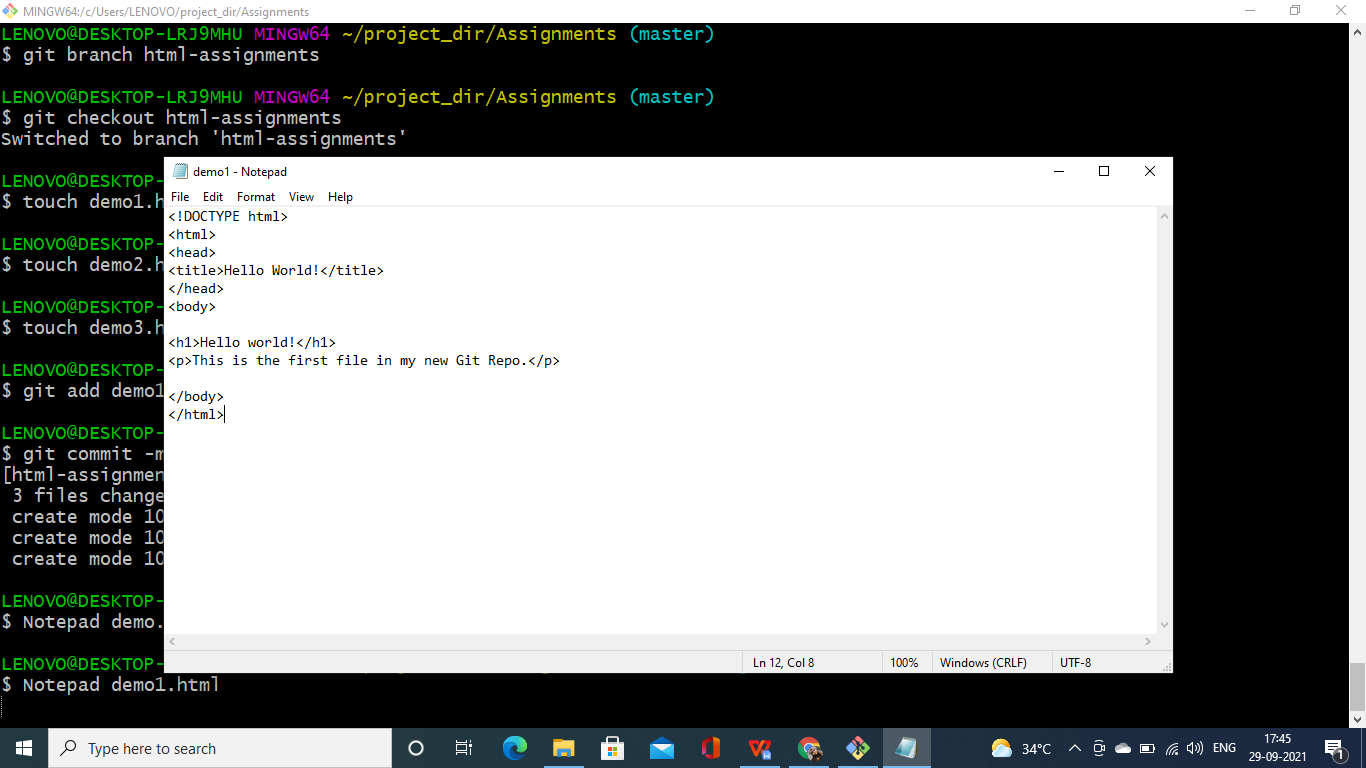 MINGW64:/c/Users/LENOVO/project_dir/Assignments
LENOVO@DESKTOP-LRJ9MHU MINGW64 ~/project_dir/Assignments (master)
$ git branch html-assignments
LENOVO@DESKTOP-LRJ9MHU MINGW64 ~/project_dir/Assignments (master)
$ git checkout html-assignments
Switched to branch 'html-assignments'
LENOVO@DESKTOP-
$ touch demo1.h
LENOVO@DESKTOP-
$ touch demo2.h
LENOVO@DESKTOP-
$ touch demo3.h
LENOVO@DESKTOP-
$ git add demo1
LENOVO@DESKTOP-
$ git commit -m
[html-assignmen
3 files change
create mode 10
create mode 10
create mode 10
LENOVO@DESKTOP-
$ Notepad demo.
LENOVO@DESKTOP-
$ Notepad demo1.html
demo1 - Notepad
File Edit Format View Help
<!DOCTYPE html>
<html>
<head>
<title>Hello World!</title>
</head>
<body>
<h1>Hello world!</h1>
<p>This is the first file in my new Git Repo.</p>
</body>
</html>
Ln 12, Col 8 100% Windows (CRLF) UTF-8
Type here to search
34°C ENG 17:45
29-09-2021
1